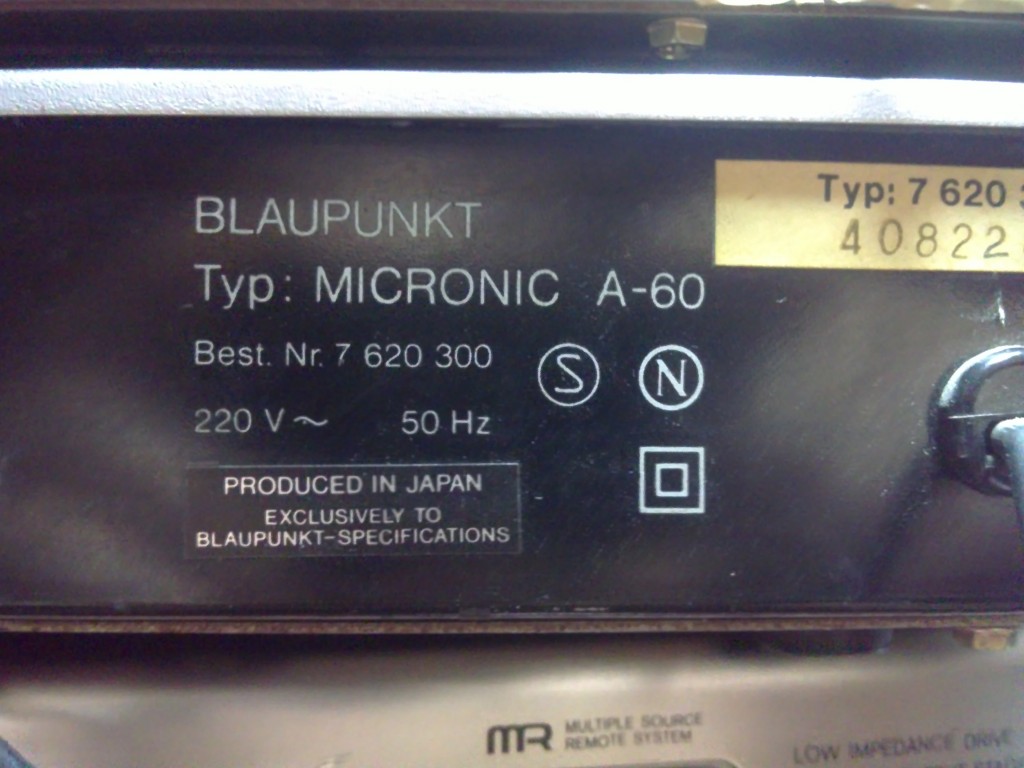 BLAUPUNKT
Typ: MICRONIC A-60
Best. Nr. 7 620 300
220 V ~ 50 Hz
S N
PRODUCED IN JAPAN
EXCLUSIVELY TO
BLAUPUNKT-SPECIFICATIONS
Typ: 7 620
40822
MR MULTIPLE SOURCE
REMOTE SYSTEM
LOW IMPEDANCE DRIVE